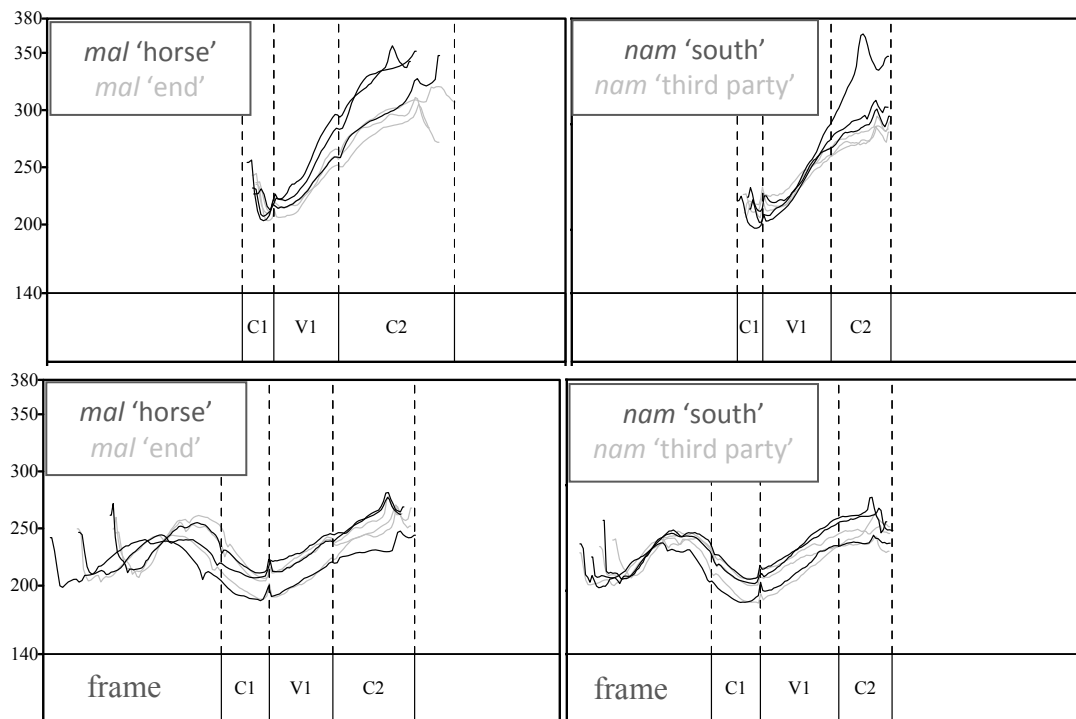 380
350
300
250
200
140
mal ‘horse’
mal ‘end’
C1 V1 C2
nam ‘south’
nam ‘third party’
C1 V1 C2
380
350
300
250
200
140
mal ‘horse’
mal ‘end’
frame C1 V1 C2
nam ‘south’
nam ‘third party’
frame C1 V1 C2